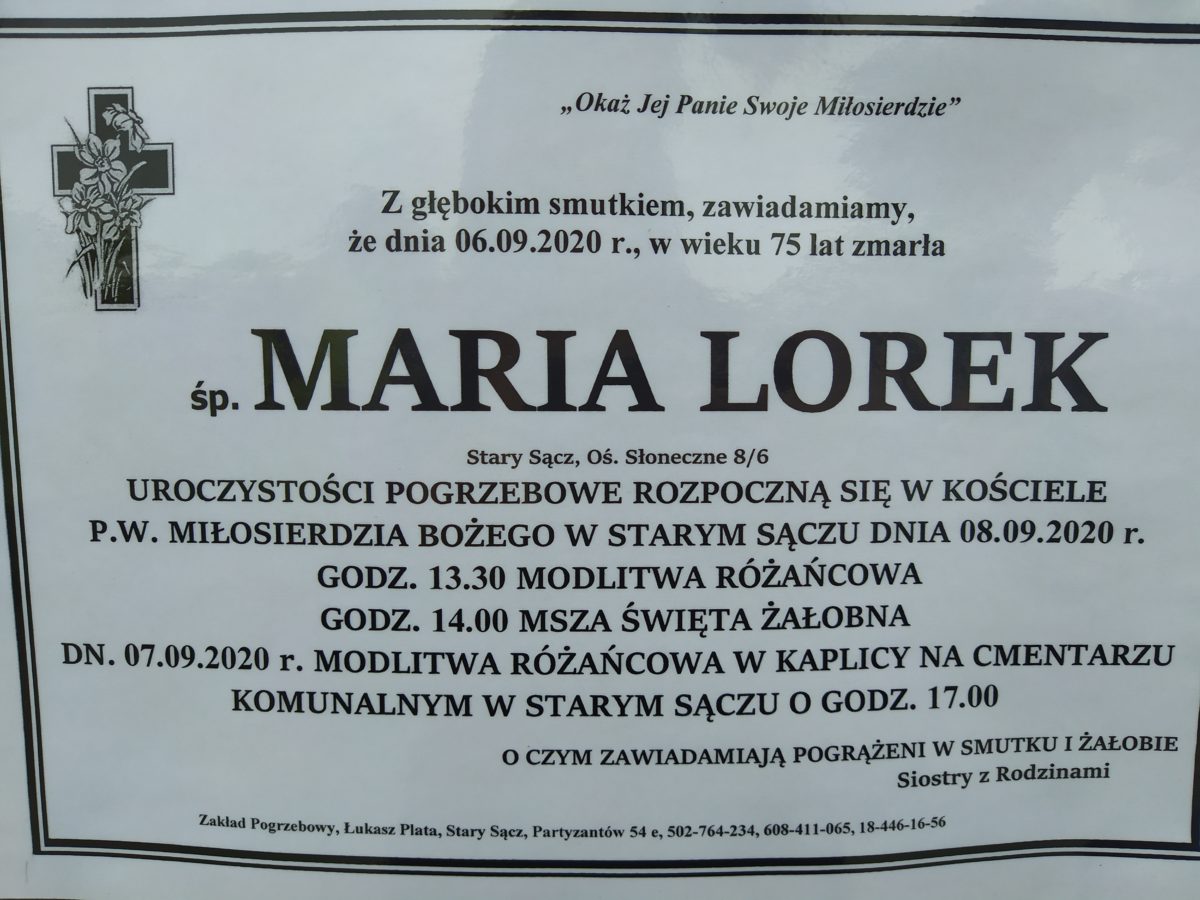 „Okaż Jej Panie Swoje Miłosierdzie”
Z głębokim smutkiem, zawiadamiamy,
że dnia 06.09.2020 r., w wieku 75 lat zmarła
śp. MARIA LOREK
Stary Sącz, Oś. Słoneczne 8/6
UROCZYSTOŚCI POGRZEBOWE ROZPOCZNĄ SIĘ W KOŚCIELE
P.W. MIŁOSIERDZIA BOŻEGO W STARYM SĄCZU DNIA 08.09.2020 r.
GODZ. 13.30 MODLITWA RÓŻAŃCOWA
GODZ. 14.00 MSZA ŚWIĘTA ŻAŁOBNA
DN. 07.09.2020 r. MODLITWA RÓŻAŃCOWA W KAPLICY NA CMENTARZU
KOMUNALNYM W STARYM SĄCZU O GODZ. 17.00
O CZYM ZAWIADAMIAJĄ POGRĄŻENI W SMUTKU I ŻAŁOBIE
Siostry z Rodzinami
Zakład Pogrzebowy, Łukasz Plata, Stary Sącz, Partyzantów 54 e, 502-764-234, 608-411-065, 18-446-16-56